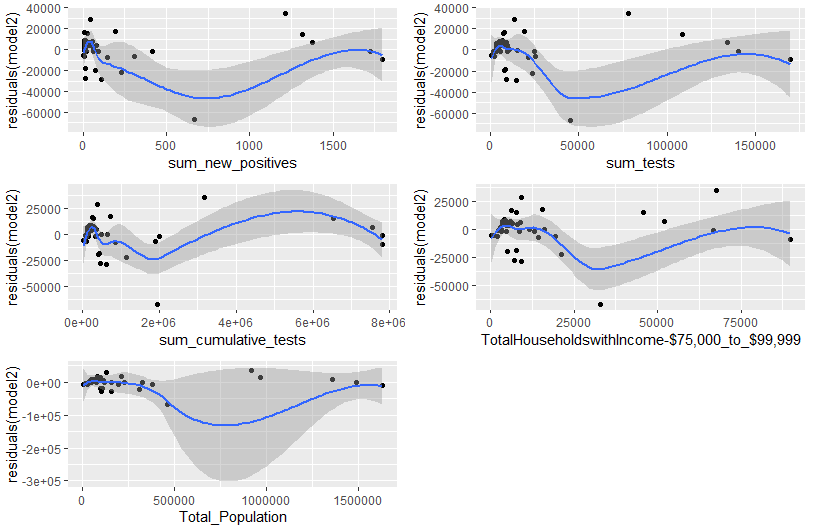 40000
20000
0
-20000
-40000
-60000
residuals(model2)
0
500
1000
1500
sum_new_positives
40000
20000
0
-20000
-40000
-60000
residuals(model2)
0
50000
100000
150000
sum_tests
25000
0
-25000
-50000
residuals(model2)
0e+00
2e+06
4e+06
6e+06
8e+06
sum_cumulative_tests
25000
0
-25000
-50000
residuals(model2)
0
25000
50000
75000
TotalHouseholdswithIncome-$75,000_to_$99,999
0e+00
-1e+05
-2e+05
-3e+05
residuals(model2)
0
500000
1000000
1500000
Total_Population